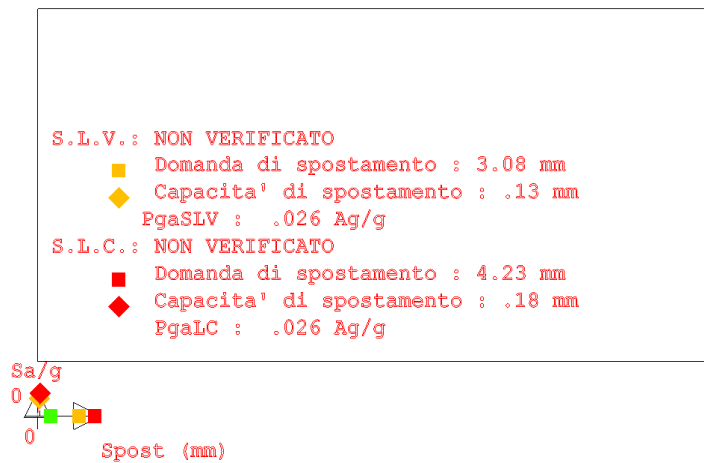 S.L.V.: NON VERIFICATO
Domanda di spostamento : 3.08 mm
Capacita' di spostamento : .13 mm
PgaSLV : .026 Ag/g
S.L.C.: NON VERIFICATO
Domanda di spostamento : 4.23 mm
Capacita' di spostamento : .18 mm
PgaLC : .026 Ag/g
Sa/g
0
0
Spost (mm)